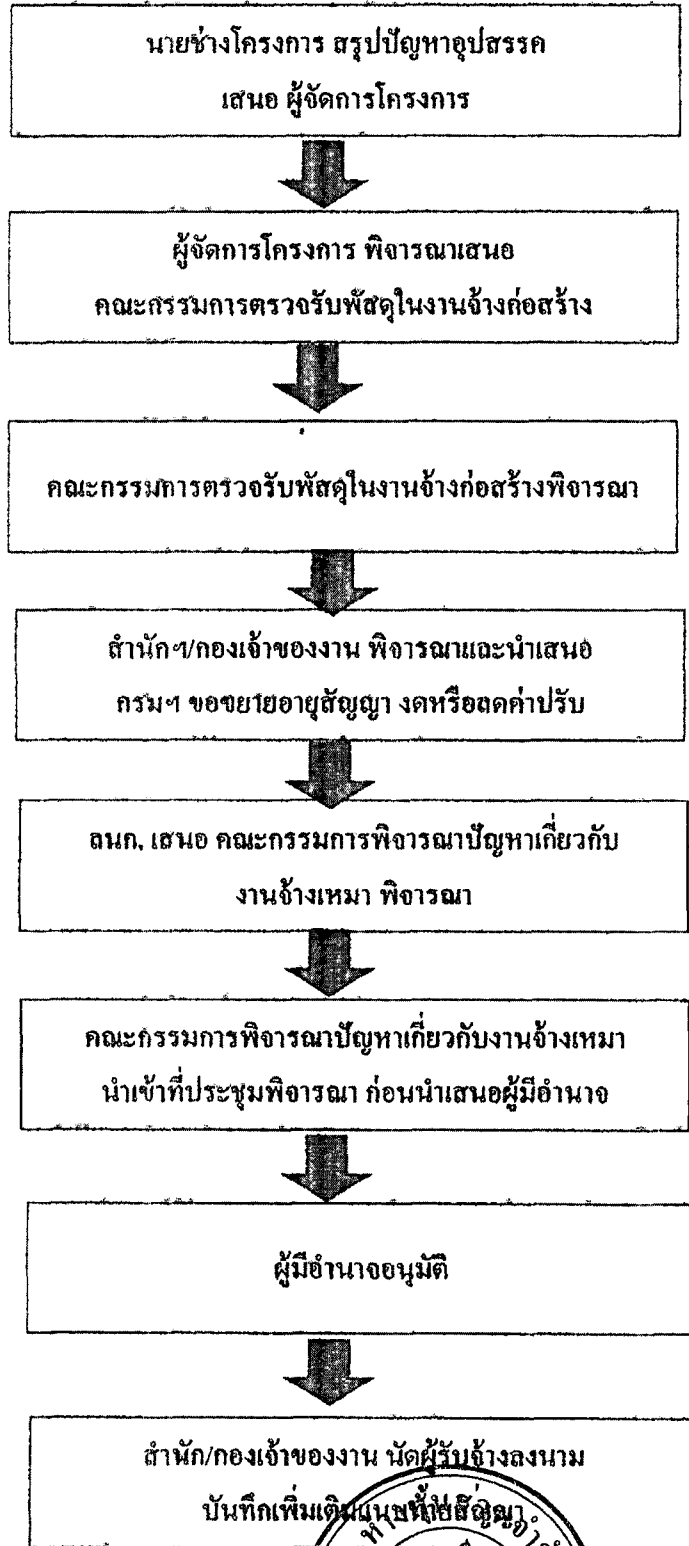 นายช่างโครงการ สรุปปัญหาอุปสรรค
เสนอ ผู้จัดการโครงการ
ผู้จัดการโครงการ พิจารณาเสนอ
คณะกรรมการตรวจรับพัสดุในงานจ้างก่อสร้าง
คณะกรรมการตรวจรับพัสดุในงานจ้างก่อสร้างพิจารณา
สำนักฯ/กองเจ้าของงาน พิจารณาและนำเสนอ
กรมฯ ขอขยายอายุสัญญา งดหรือลดค่าปรับ
ลนก. เสนอ คณะกรรมการพิจารณาปัญหาเกี่ยวกับ
งานจ้างเหมา พิจารณา
คณะกรรมการพิจารณาปัญหาเกี่ยวกับงานจ้างเหมา
นำเข้าที่ประชุมพิจารณา ก่อนนำเสนอผู้มีอำนาจ
ผู้มีอำนาจอนุมัติ
สำนัก/กองเจ้าของงาน นัดผู้รับจ้างลงนาม
บันทึกเพิ่มเติมแนบท้ายสัญญา